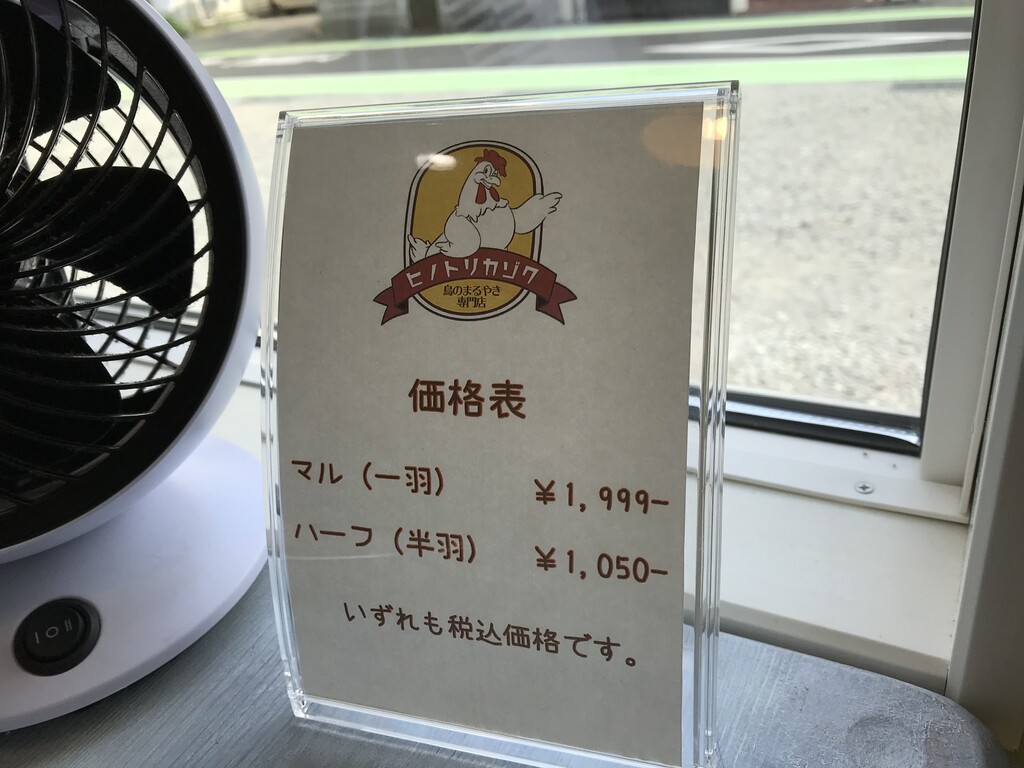 ヒノトリカゾク
鳥のまるやき
専門店
価格表
マル（一羽） ￥1,999-
ハーフ（半羽） ￥1,050-
いずれも税込価格です。
I O II